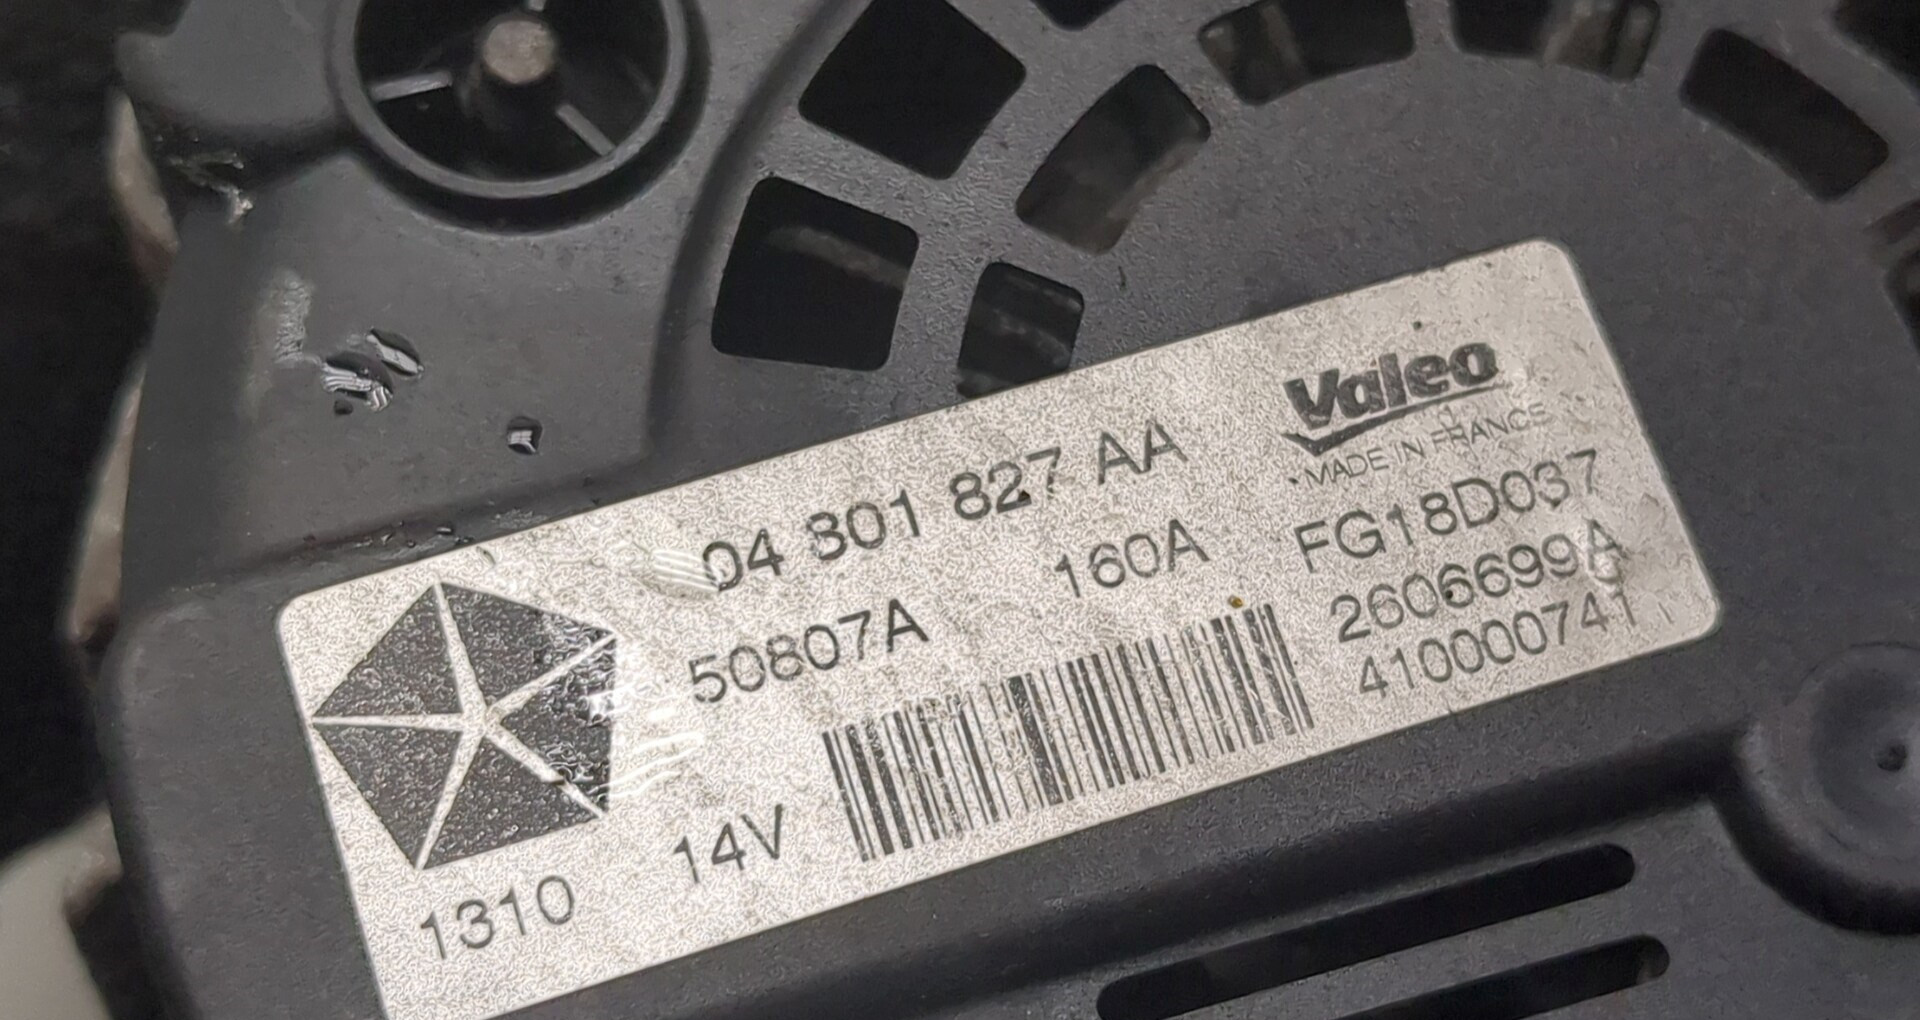 Valeo
MADE IN FRANCE
04 801 827 AA
160A
FG18D037
50807A
2606699A
410000741
14V
1310